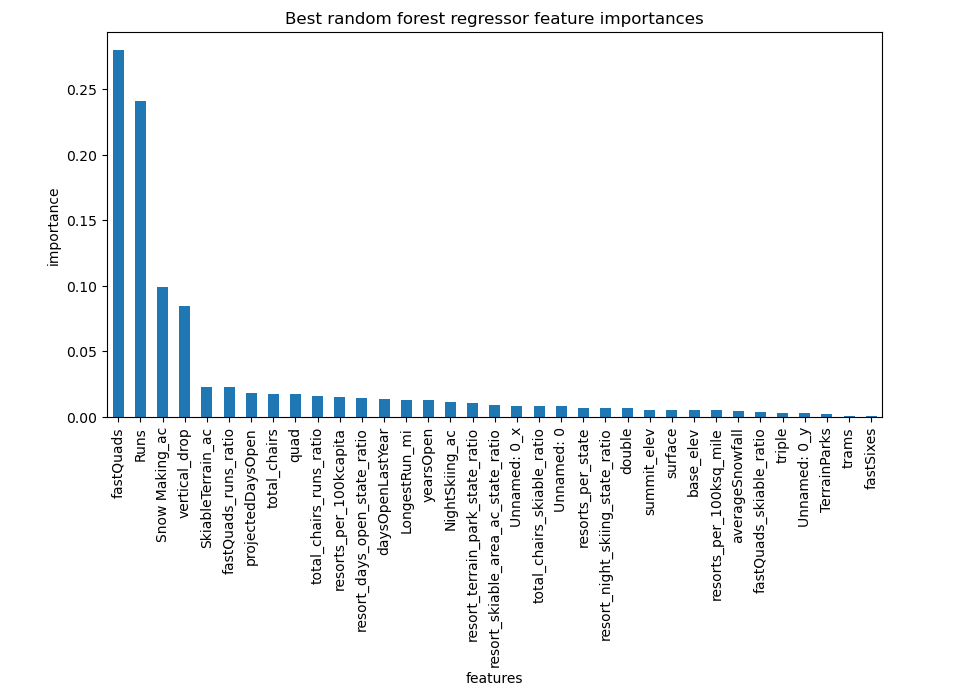 Best random forest regressor feature importances
importance
0.25
0.20
0.15
0.10
0.05
0.00
fastQuads
Runs
Snow Making_ac
vertical_drop
SkiableTerrain_ac
fastQuads_runs_ratio
projectedDaysOpen
total_chairs
quad
total_chairs_runs_ratio
resorts_per_100kcapita
resort_days_open_state_ratio
daysOpenLastYear
LongestRun_mi
yearsOpen
NightSkiing_ac
resort_terrain_park_state_ratio
resort_skiable_area_ac_state_ratio
Unnamed: 0_x
total_chairs_skiable_ratio
Unnamed: 0
resorts_per_state
resort_night_skiing_state_ratio
double
summit_elev
surface
base_elev
resorts_per_100ksq_mile
averageSnowfall
fastQuads_skiable_ratio
triple
Unnamed: 0_y
TerrainParks
trams
fastSixes
features